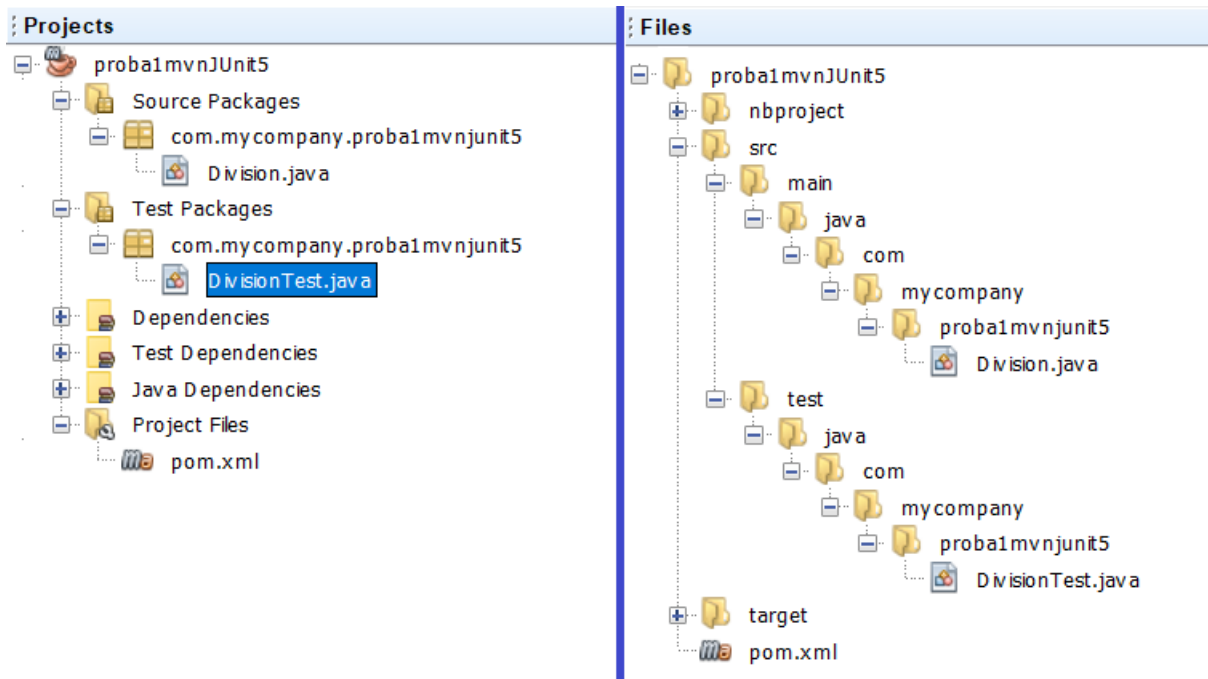 Projects
proba1mvnJUnit5
Source Packages
com.mycompany.proba1mvnjunit5
Division.java
Test Packages
com.mycompany.proba1mvnjunit5
DivisionTest.java
Dependencies
Test Dependencies
Java Dependencies
Project Files
pom.xml
Files
proba1mvnJUnit5
nbproject
src
main
java
com
mycompany
proba1mvnjunit5
Division.java
test
java
com
mycompany
proba1mvnjunit5
DivisionTest.java
target
pom.xml